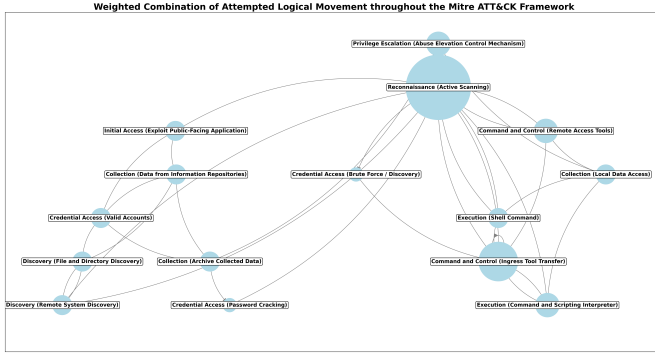 Weighted Combination of Attempted Logical Movement throughout the Mitre ATT&CK Framework
Privilege Escalation (Abuse Elevation Control Mechanism)
Reconnaissance (Active Scanning)
Initial Access (Exploit Public-Facing Application)
Command and Control (Remote Access Tools)
Collection (Data from Information Repositories)
Credential Access (Brute Force / Discovery)
Collection (Local Data Access)
Credential Access (Valid Accounts)
Execution (Shell Command)
Discovery (File and Directory Discovery)
Collection (Archive Collected Data)
Command and Control (Ingress Tool Transfer)
Discovery (Remote System Discovery)
Credential Access (Password Cracking)
Execution (Command and Scripting Interpreter)